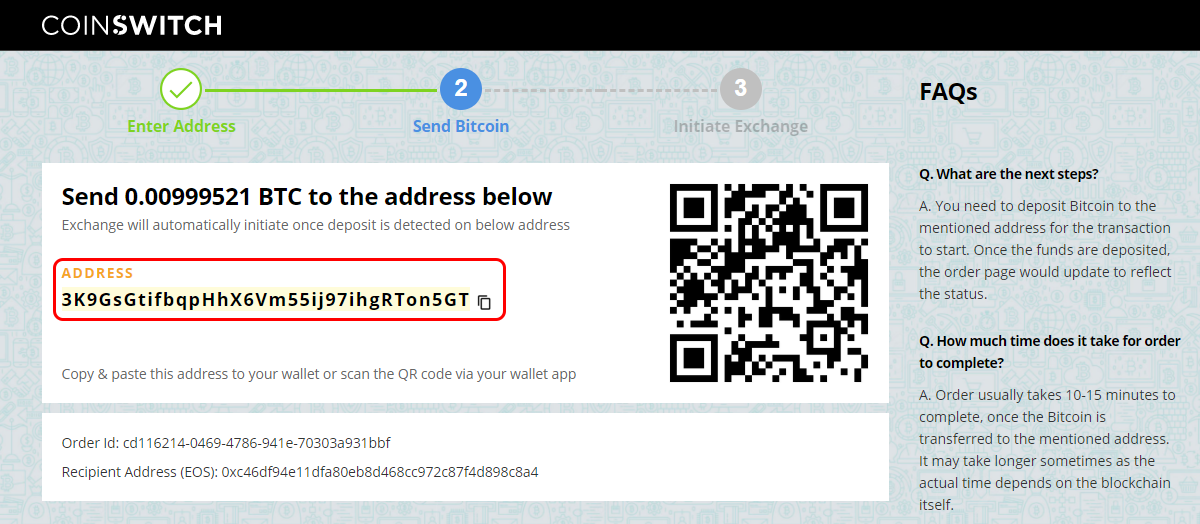 COINSWITCH
2
3
Enter Address
Send Bitcoin
Initiate Exchange
Send 0.00999521 BTC to the address below
Exchange will automatically initiate once deposit is detected on below address
ADDRESS
3K9GsGtifbqpHhX6Vm55ij97ihgRTon5GT
Copy & paste this address to your wallet or scan the QR code via your wallet app
Order Id: cd116214-0469-4786-941e-70303a931bbf
Recipient Address (EOS): 0xc46df94e11dfa80eb8d468cc972c87f4d898c8a4
FAQs
Q. What are the next steps?
A. You need to deposit Bitcoin to the
mentioned address for the transaction
to start. Once the funds are deposited,
the order page would update to reflect
the status.
Q. How much time does it take for order
to complete?
A. Order usually takes 10-15 minutes to
complete, once the Bitcoin is
transferred to the mentioned address.
It may take longer sometimes as the
actual time depends on the blockchain
itself.